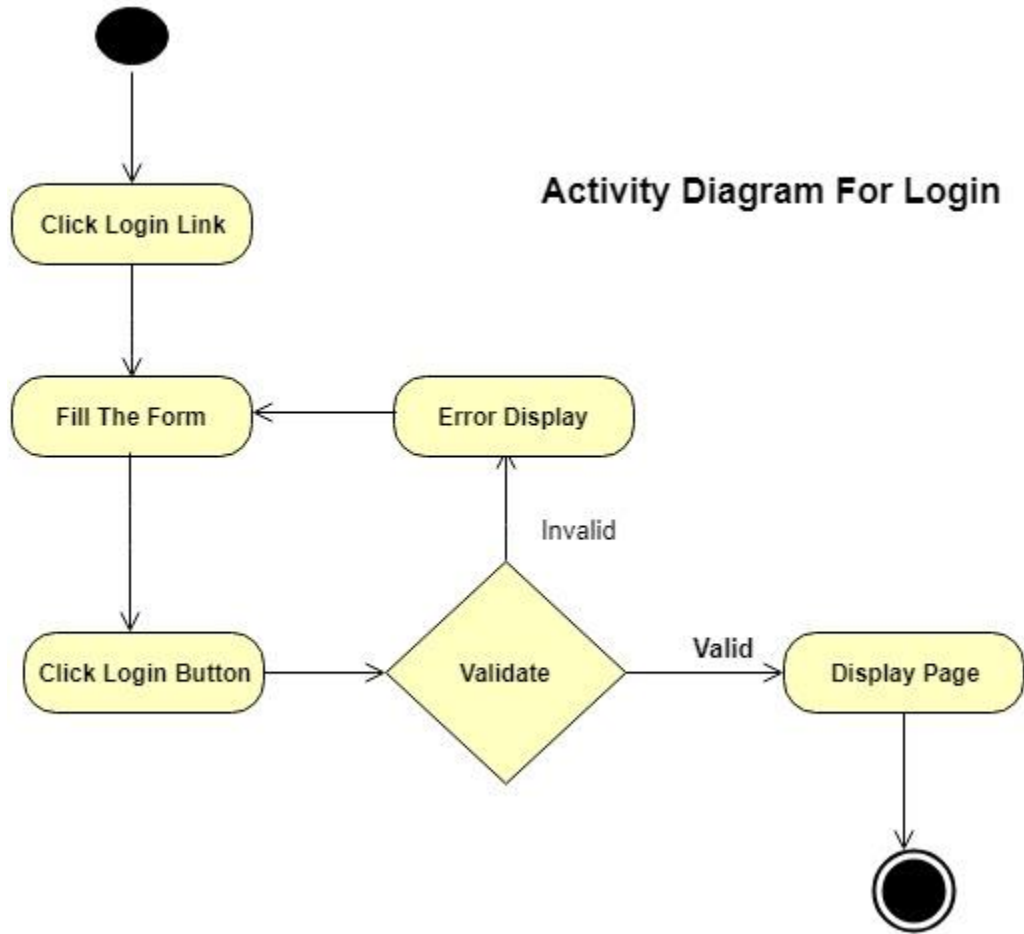 Activity Diagram For Login
Click Login Link
Fill The Form
Error Display
Invalid
Click Login Button
Validate
Valid
Display Page